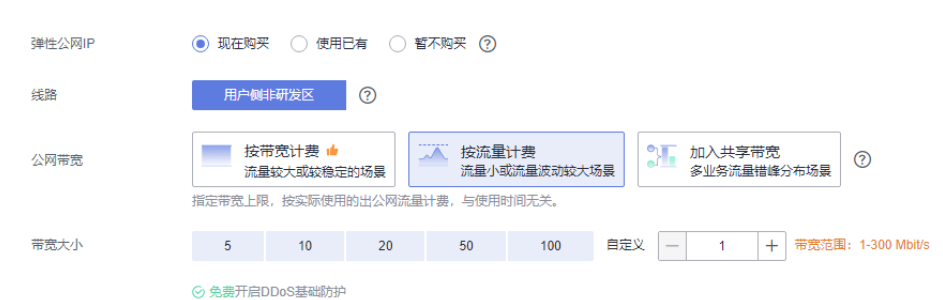 弹性公网IP 现在购买 使用已有 暂不购买 ?
线路 用户侧非研发区 ?
公网带宽 按带宽计费 按流量计费 加入共享带宽 ?
流量较大或较稳定的场景 流量小或流量波动较大场景 多业务流量错峰分布场景
指定带宽上限，按实际使用的出公网流量计费，与使用时间无关。
带宽大小 5 10 20 50 100 自定义 — 1 + 带宽范围：1-300 Mbit/s
免费开启DDoS基础防护